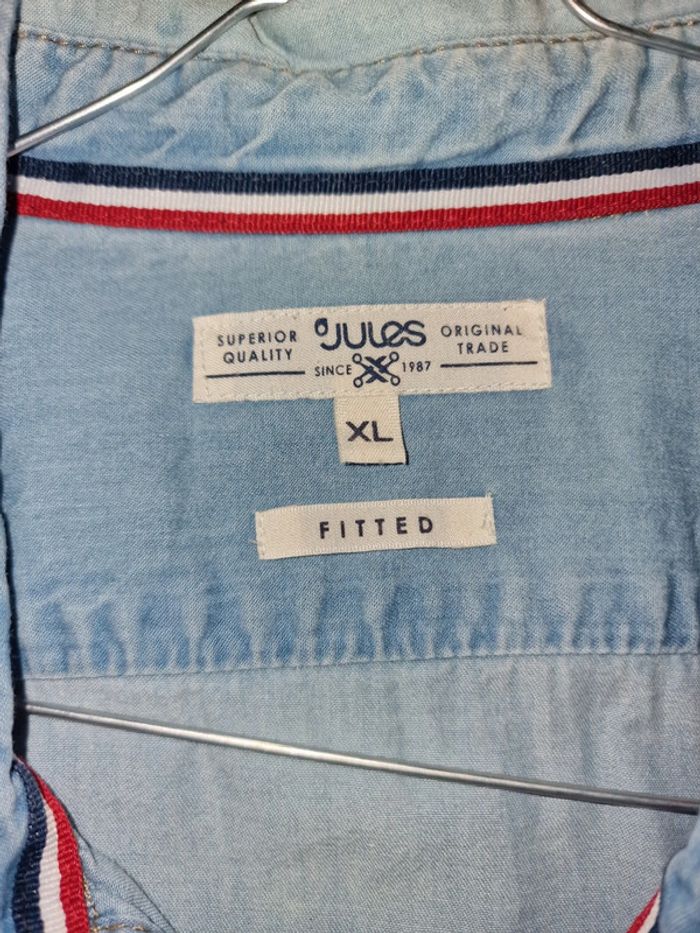 SUPERIOR QUALITY
JULES
ORIGINAL TRADE
SINCE 1987
XL
FITTED